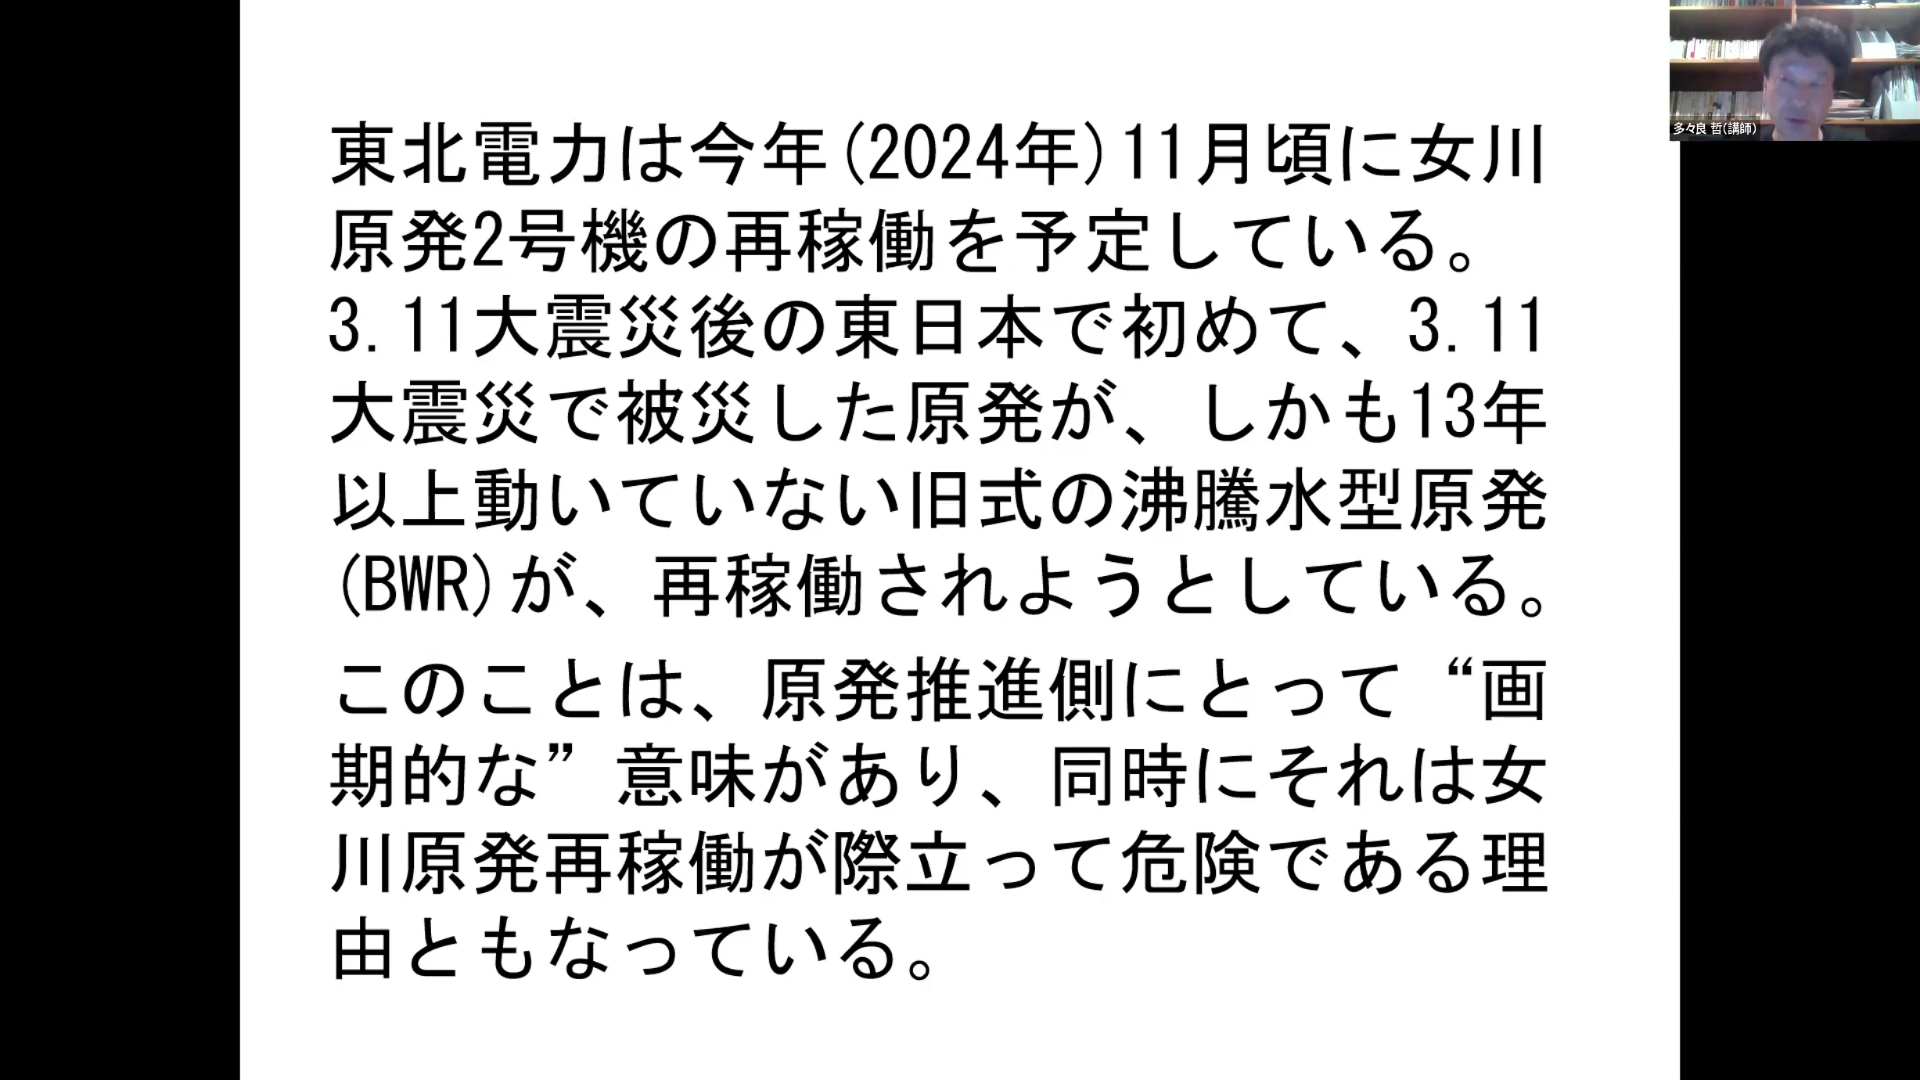 東北電力は今年(2024年)11月頃に女川
原発2号機の再稼働を予定している。
3.11大震災後の東日本で初めて、3.11
大震災で被災した原発が、しかも13年
以上動いていない旧式の沸騰水型原発
(BWR)が、再稼働されようとしている。
このことは、原発推進側にとって“画
期的な”意味があり、同時にそれは女
川原発再稼働が際立って危険である理
由ともなっている。
多々良 哲(講師)